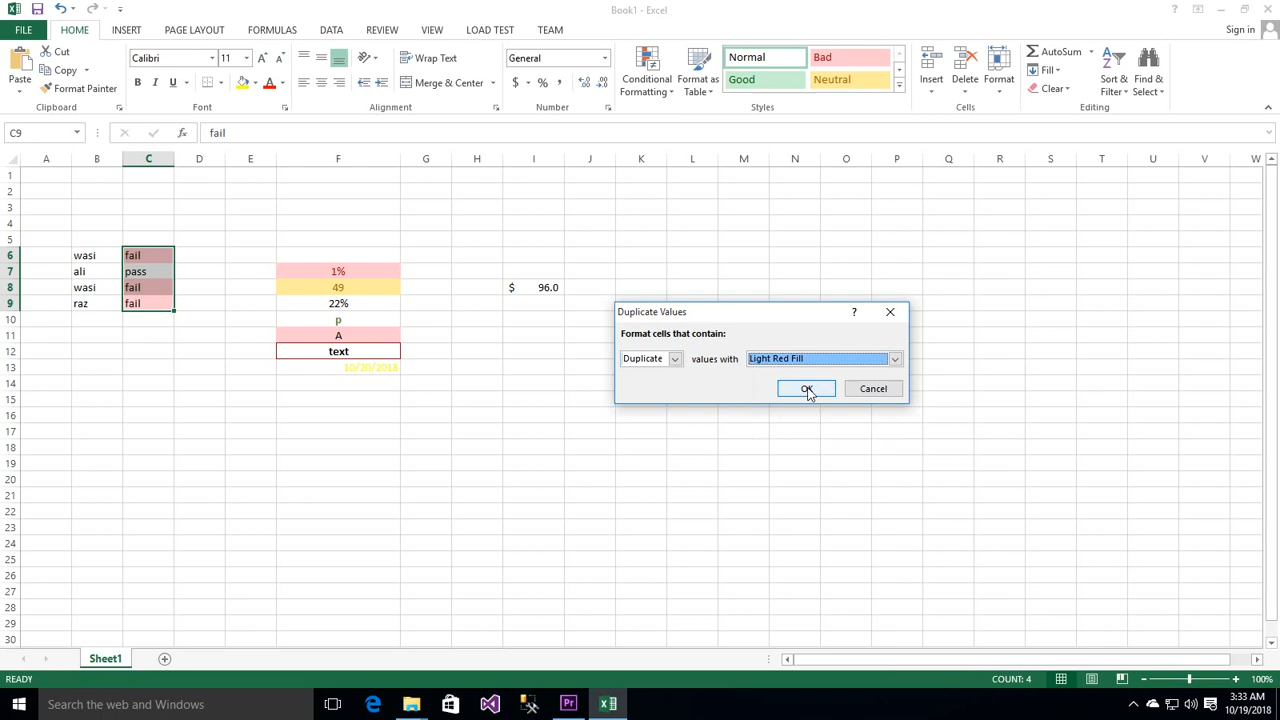 Book1 - Excel
FILE HOME INSERT PAGE LAYOUT FORMULAS DATA REVIEW VIEW LOAD TEST TEAM Sign in
Paste Cut Copy Format Painter
Calibri 11 B I U A A A
Wrap Text Merge & Center
General $ % ,
Conditional Formatting Format as Table
Normal Bad
Good Neutral
Insert Delete Format
AutoSum Fill Clear
Sort & Filter Find & Select
Clipboard Font Alignment Number Styles Cells Editing
C9 fx fail
A B C D E F G H I J K L M N O P Q R S T U V W
1
2
3
4
5
6 wasi fail
7 ali pass 1%
8 wasi fail 49 $ 96.0
9 raz fail 22%
10 p
11 A
12 text
13 10/20/2018
14
15
16
17
18
19
20
21
22
23
24
25
26
27
28
29
30
Duplicate Values ?
Format cells that contain:
Duplicate values with Light Red Fill
OK Cancel
Sheet1
READY COUNT: 4 100%
Search the web and Windows
Pr
3:33 AM
10/19/2018